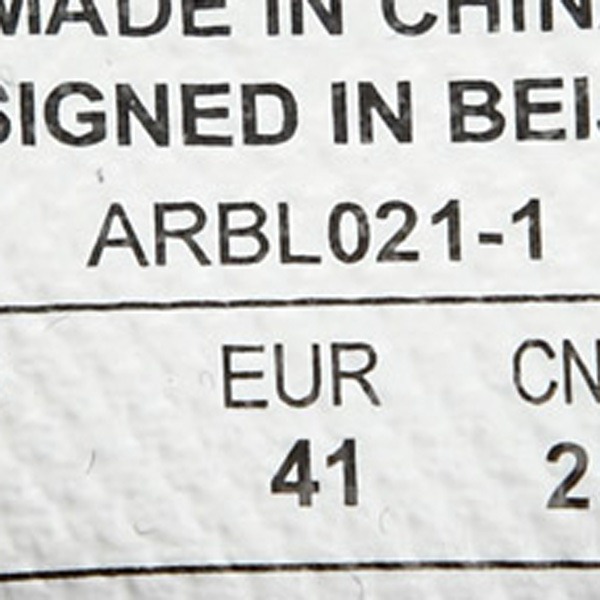 MADE IN CHIN
SIGNED IN BEI
ARBL021-1
EUR CN
41 2